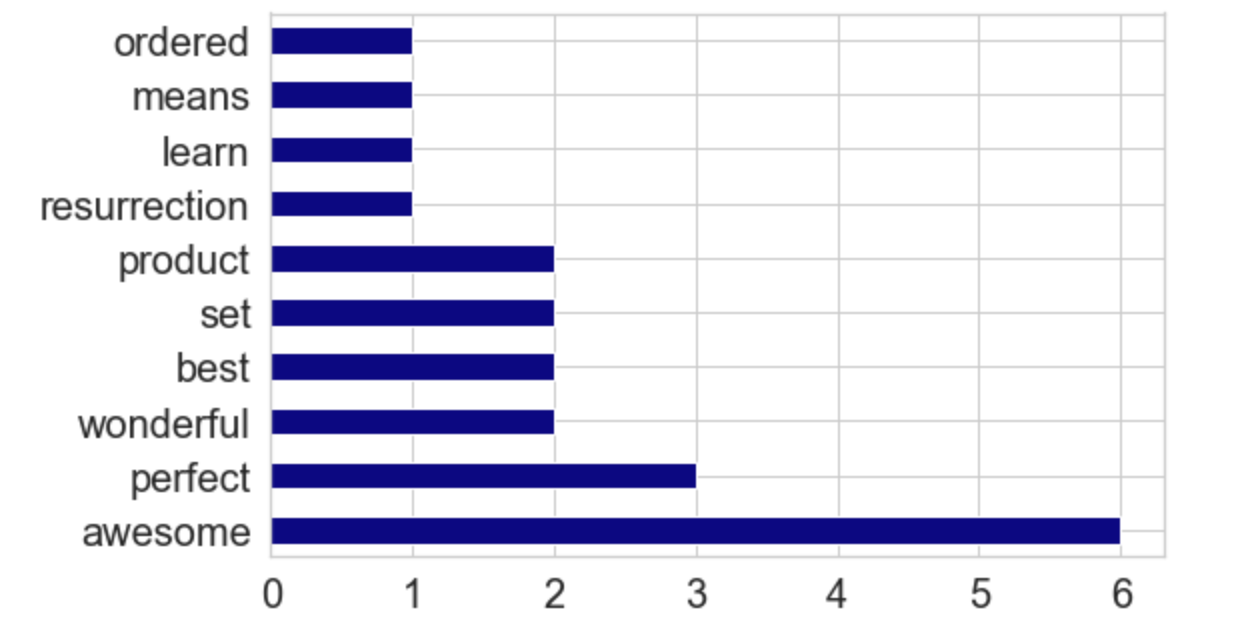 ordered
means
learn
resurrection
product
set
best
wonderful
perfect
awesome
0 1 2 3 4 5 6